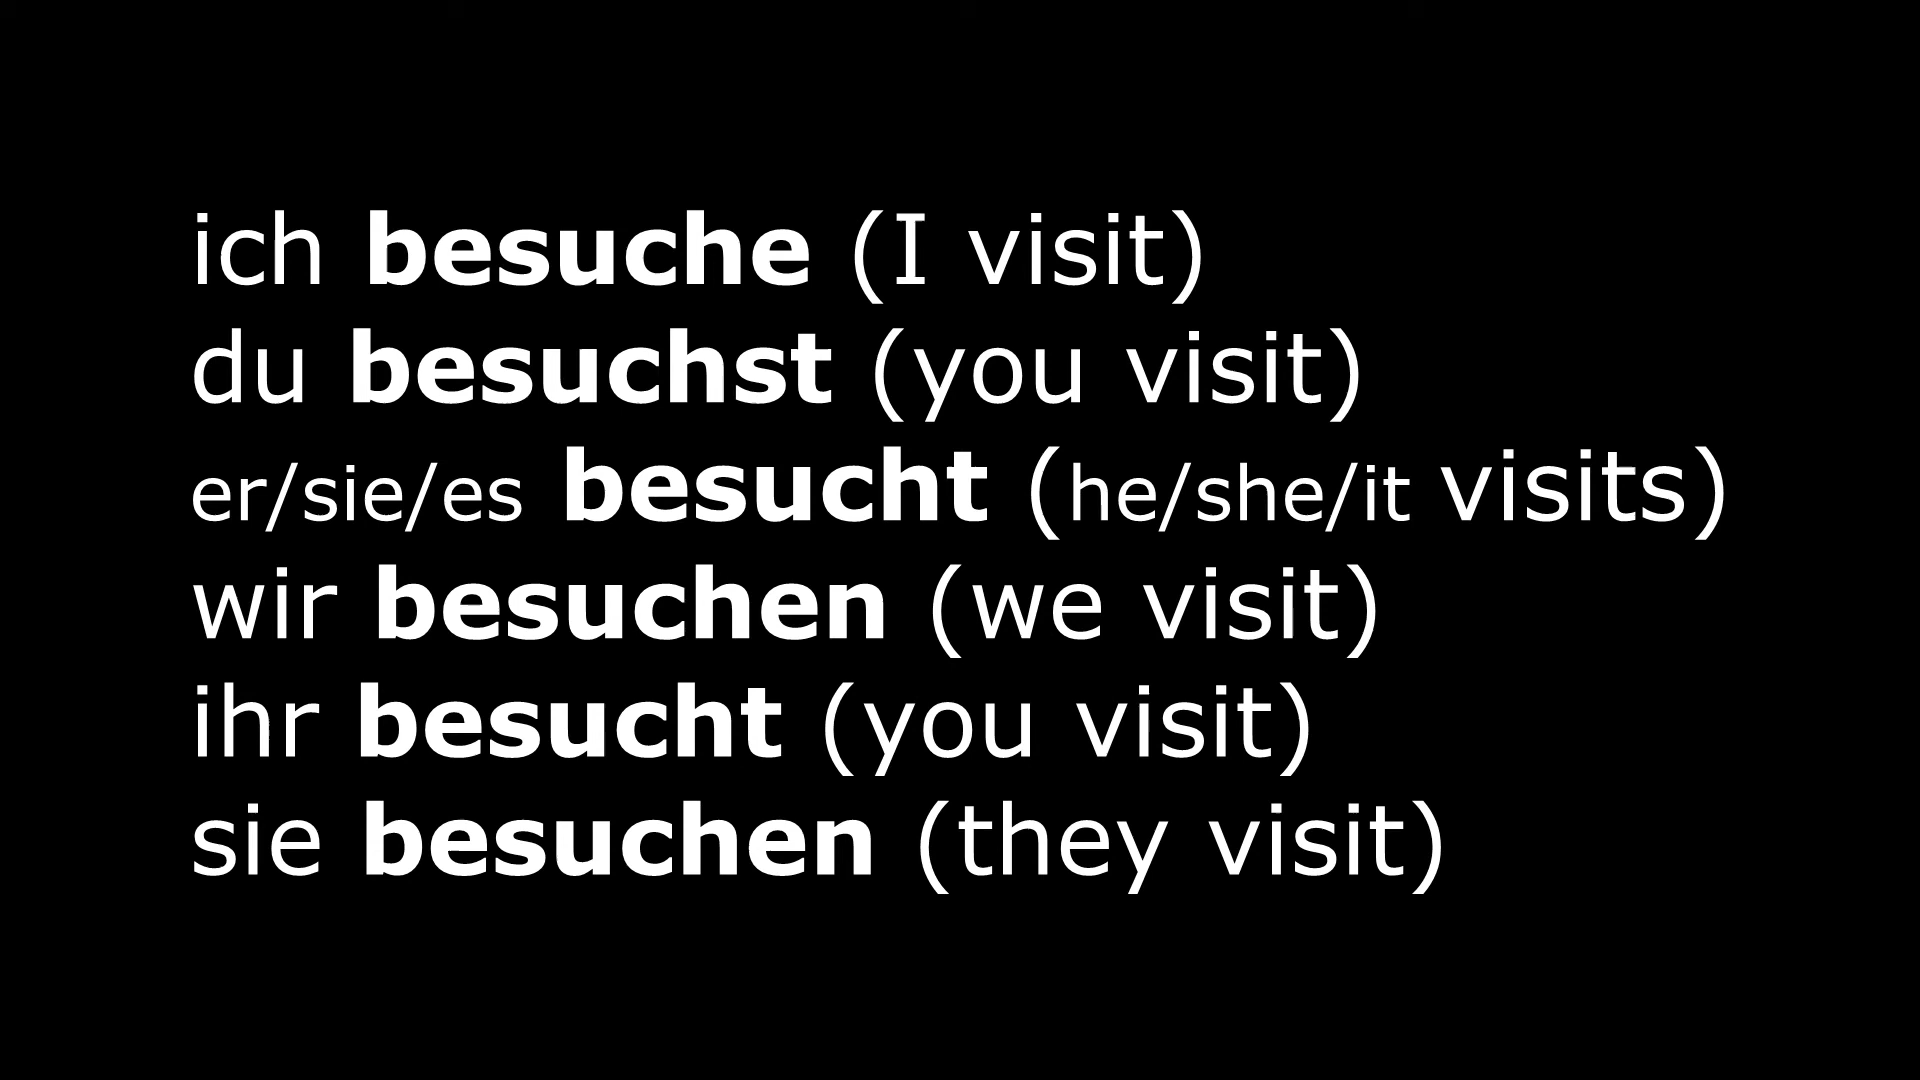 ich besuche (I visit)
du besuchst (you visit)
er/sie/es besucht (he/she/it visits)
wir besuchen (we visit)
ihr besucht (you visit)
sie besuchen (they visit)